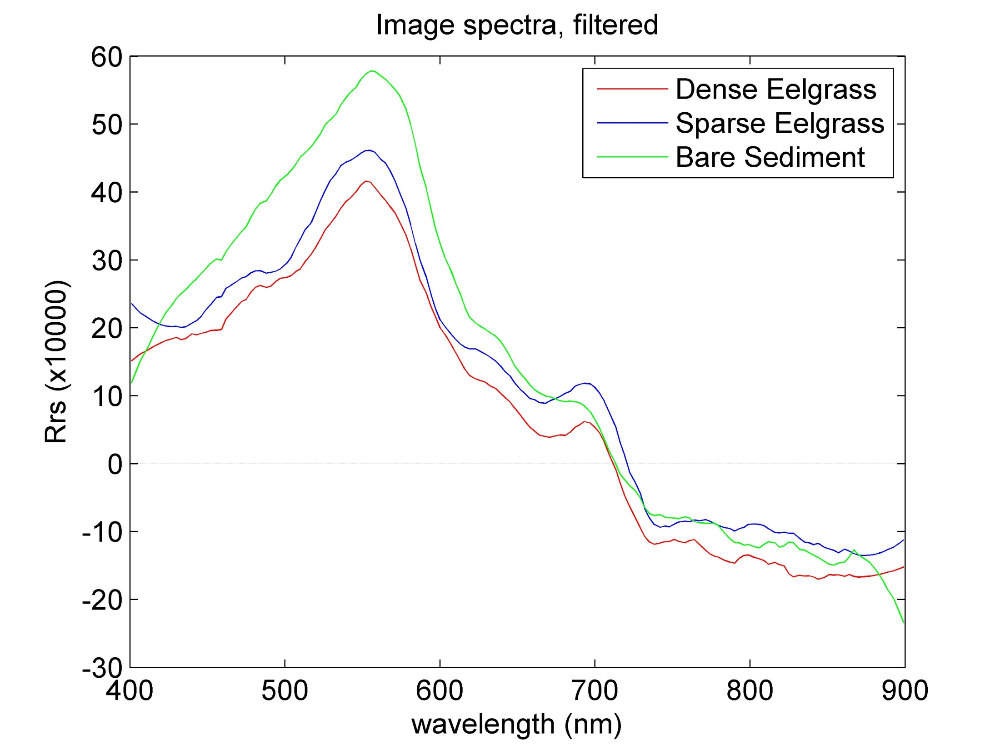 Image spectra, filtered
60
50
40
30
20
10
0
-10
-20
-30
Rrs (x10000)
Dense Eelgrass
Sparse Eelgrass
Bare Sediment
400 500 600 700 800 900
wavelength (nm)